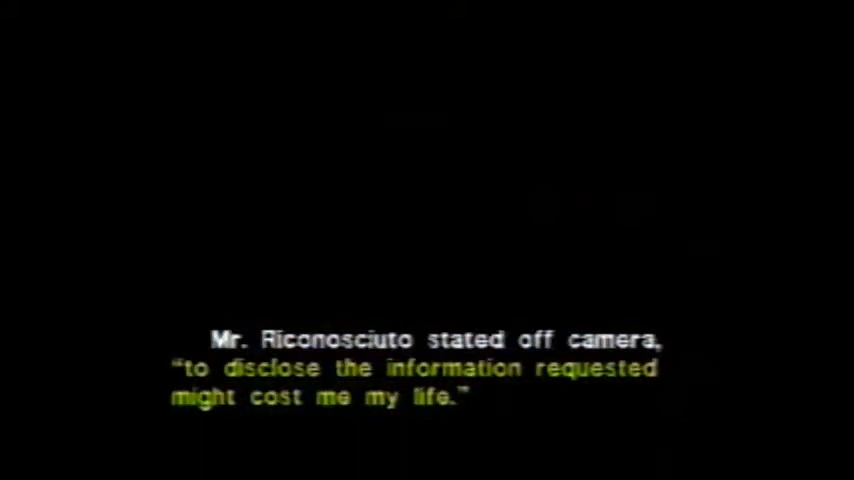 Mr. Riconosciuto stated off camera,
“to disclose the information requested
might cost me my life.”